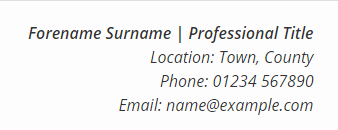 Forename Surname | Professional Title
Location: Town, County
Phone: 01234 567890
Email: name@example.com